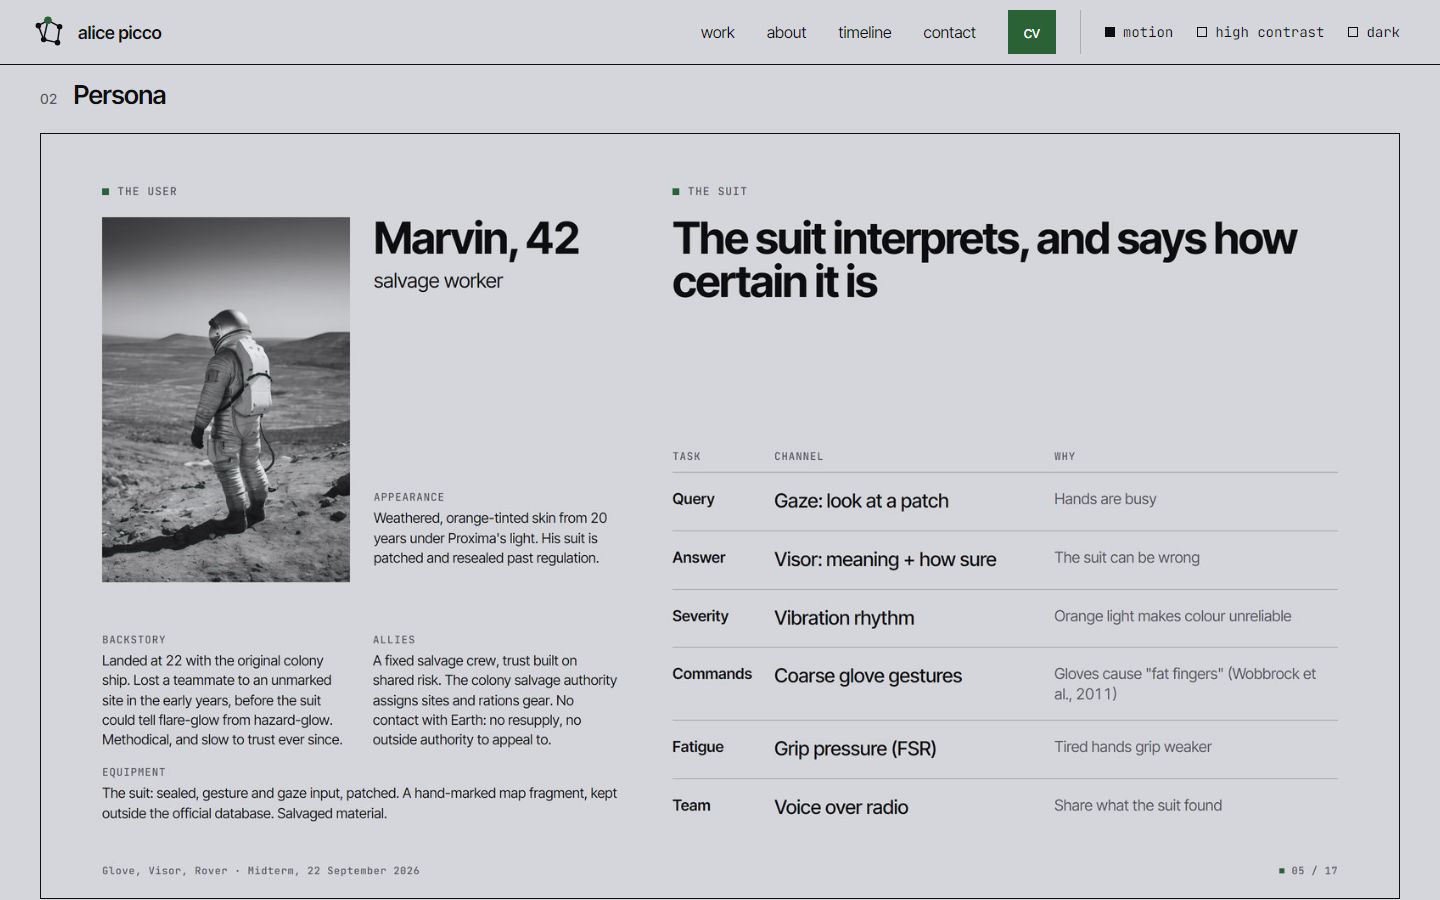 alice picco
work
about
timeline
contact
cv
motion
high contrast
dark
02 Persona
THE USER
Marvin, 42
salvage worker
APPEARANCE
Weathered, orange-tinted skin from 20
years under Proxima's light. His suit is
patched and resealed past regulation.
BACKSTORY
Landed at 22 with the original colony
ship. Lost a teammate to an unmarked
site in the early years, before the suit
could tell flare-glow from hazard-glow.
Methodical, and slow to trust ever since.
ALLIES
A fixed salvage crew, trust built on
shared risk. The colony salvage authority
assigns sites and rations gear. No
contact with Earth: no resupply, no
outside authority to appeal to.
EQUIPMENT
The suit: sealed, gesture and gaze input, patched. A hand-marked map fragment, kept
outside the official database. Salvaged material.
THE SUIT
The suit interprets, and says how
certain it is
TASK CHANNEL WHY
Query Gaze: look at a patch Hands are busy
Answer Visor: meaning + how sure The suit can be wrong
Severity Vibration rhythm Orange light makes colour unreliable
Commands Coarse glove gestures Gloves cause "fat fingers" (Wobbrock et
al., 2011)
Fatigue Grip pressure (FSR) Tired hands grip weaker
Team Voice over radio Share what the suit found
Glove, Visor, Rover · Midterm, 22 September 2026
05 / 17